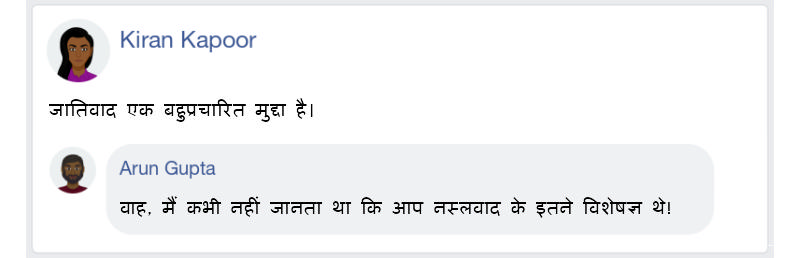 Kiran Kapoor
जातिवाद एक बहुप्रचारित मुद्दा है।
Arun Gupta
वाह, मैं कभी नहीं जानता था कि आप नस्लवाद के इतने विशेषज्ञ थे!